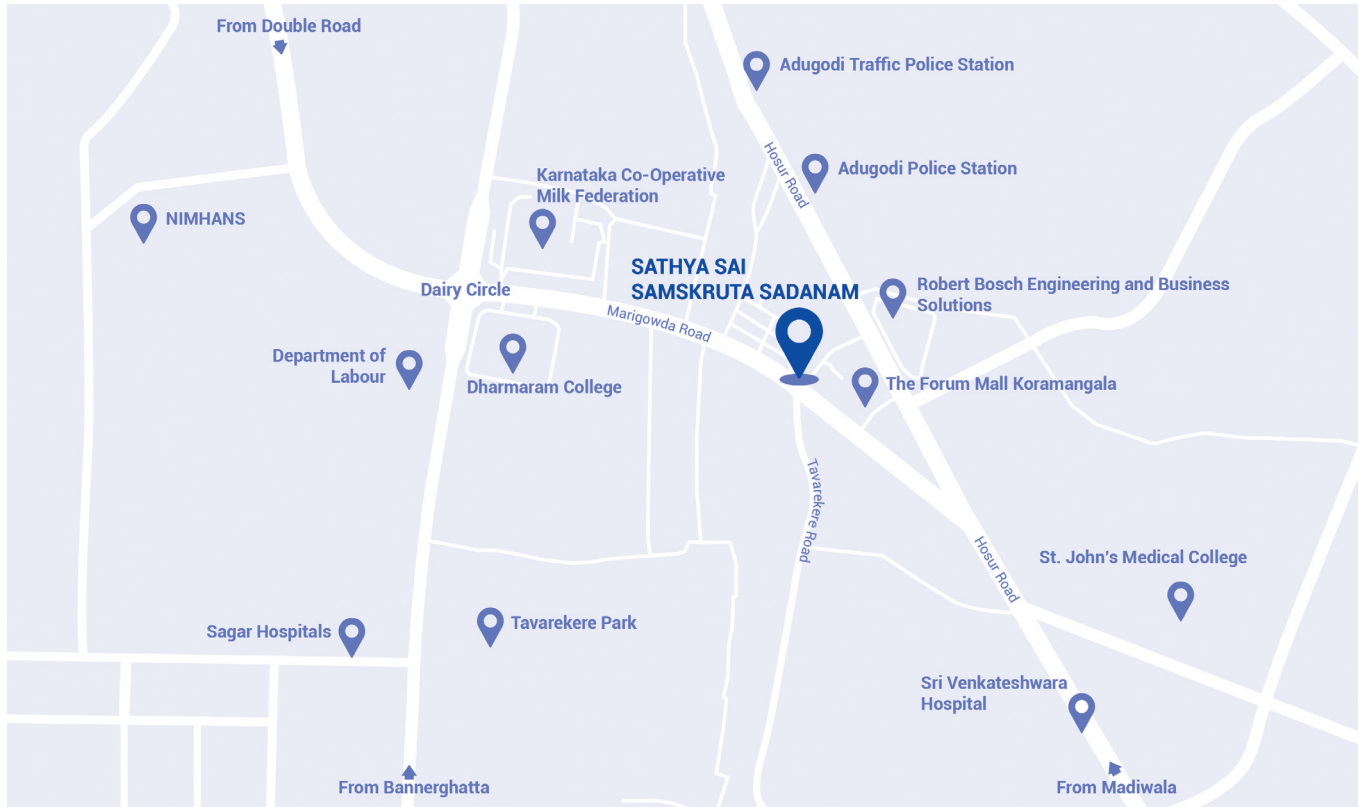 From Double Road
Adugodi Traffic Police Station
Hosur Road
Adugodi Police Station
Karnataka Co-Operative
Milk Federation
NIMHANS
SATHYA SAI
SAMSKRUTA SADANAM
Robert Bosch Engineering and Business
Solutions
Dairy Circle
Marigowda Road
Department of
Labour
Dharmaram College
The Forum Mall Koramangala
Tavarekere Road
Hosur Road
St. John's Medical College
Sagar Hospitals
Tavarekere Park
Sri Venkateshwara
Hospital
From Bannerghatta
From Madiwala